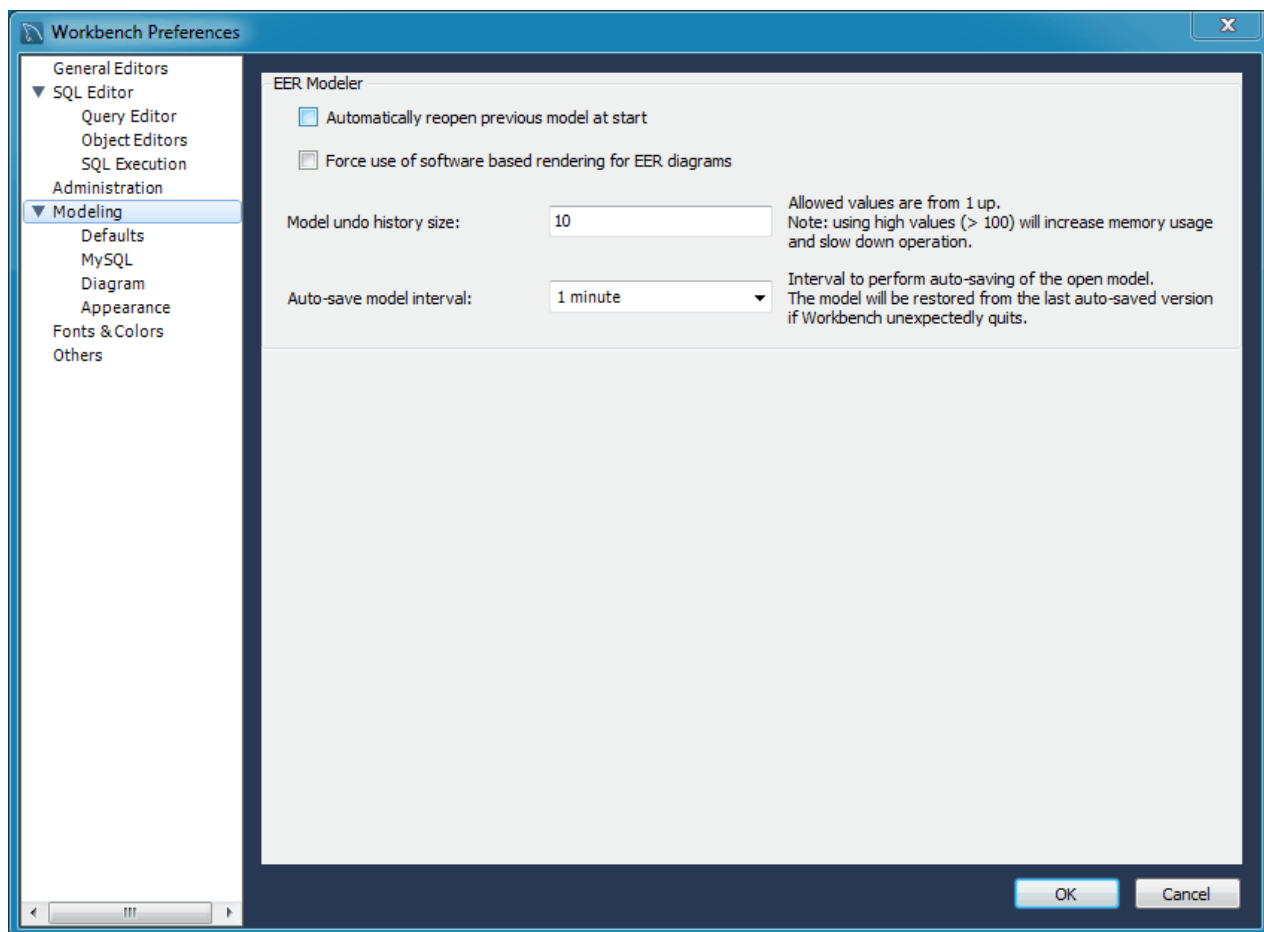 Workbench Preferences
X
General Editors
SQL Editor
Query Editor
Object Editors
SQL Execution
Administration
Modeling
Defaults
MySQL
Diagram
Appearance
Fonts & Colors
Others
EER Modeler
Automatically reopen previous model at start
Force use of software based rendering for EER diagrams
Model undo history size:
10
Allowed values are from 1 up.
Note: using high values (> 100) will increase memory usage
and slow down operation.
Auto-save model interval:
1 minute
Interval to perform auto-saving of the open model.
The model will be restored from the last auto-saved version
if Workbench unexpectedly quits.
OK
Cancel